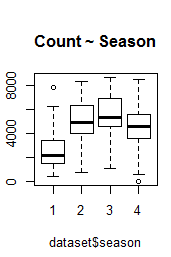 Count ~ Season
8000
4000
0
1 2 3 4
dataset$season